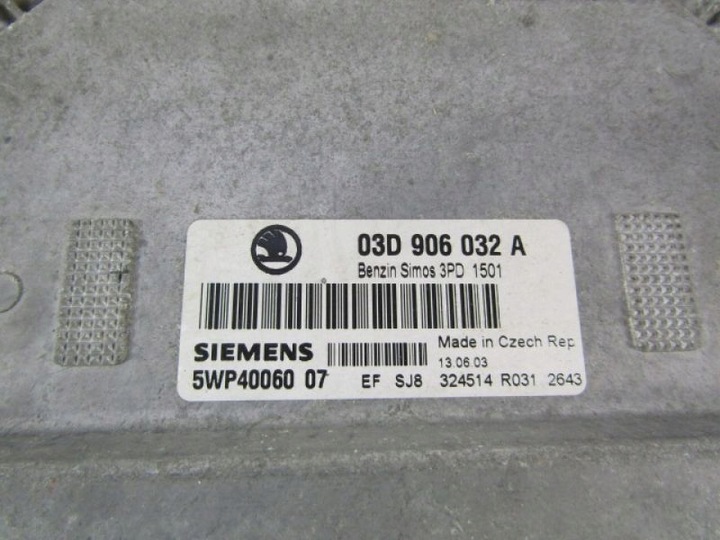 03D 906 032 A
Benzin Simos 3PD 1501
SIEMENS
Made in Czech Rep
13.06.03
5WP40060 07 EF SJ8 324514 R031 2643